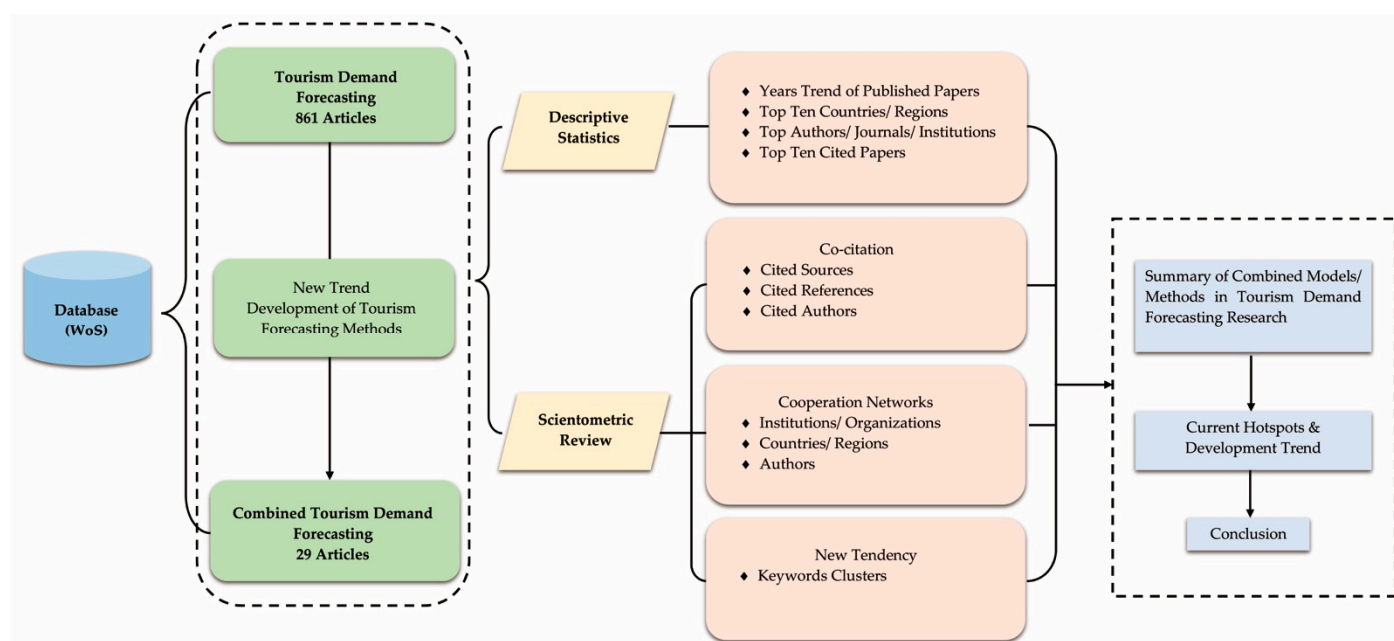 Database
(WoS)
Tourism Demand
Forecasting
861 Articles
New Trend
Development of Tourism
Forecasting Methods
Combined Tourism Demand
Forecasting
29 Articles
Descriptive
Statistics
Scientometric
Review
♦ Years Trend of Published Papers
♦ Top Ten Countries/ Regions
♦ Top Authors/ Journals/ Institutions
♦ Top Ten Cited Papers
Co-citation
♦ Cited Sources
♦ Cited References
♦ Cited Authors
Cooperation Networks
♦ Institutions/ Organizations
♦ Countries/ Regions
♦ Authors
New Tendency
♦ Keywords Clusters
Summary of Combined Models/
Methods in Tourism Demand
Forecasting Research
Current Hotspots &
Development Trend
Conclusion